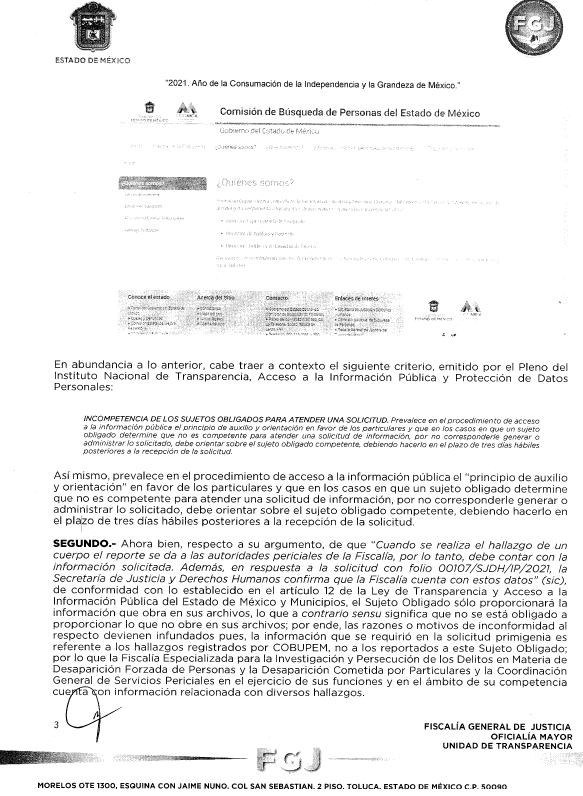 ESTADO DE MÉXICO
FGJ
"2021. Año de la Consumación de la Independencia y la Grandeza de México."
Comisión de Búsqueda de Personas del Estado de México
Gobierno del Estado de México
¿Quiénes somos?
¿Quiénes somos?
¿Quiénes somos?
Conoce el estado
Acerca del Sitio
Contacto
Enlaces de interés
En abundancia a lo anterior, cabe traer a contexto el siguiente criterio, emitido por el Pleno del
Instituto Nacional de Transparencia, Acceso a la Información Pública y Protección de Datos
Personales:
INCOMPETENCIA DE LOS SUJETOS OBLIGADOS PARA ATENDER UNA SOLICITUD. Prevalece en el procedimiento de acceso
a la información pública el principio de auxilio y orientación en favor de los particulares y que en los casos en que un sujeto
obligado determine que no es competente para atender una solicitud de información, por no corresponderle generar o
administrar lo solicitado, debe orientar sobre el sujeto obligado competente, debiendo hacerlo en el plazo de tres días hábiles
posteriores a la recepción de la solicitud.
Así mismo, prevalece en el procedimiento de acceso a la información pública el "principio de auxilio
y orientación" en favor de los particulares y que en los casos en que un sujeto obligado determine
que no es competente para atender una solicitud de información, por no corresponderle generar o
administrar lo solicitado, debe orientar sobre el sujeto obligado competente, debiendo hacerlo en
el plazo de tres días hábiles posteriores a la recepción de la solicitud.
SEGUNDO.- Ahora bien, respecto a su argumento, de que "Cuando se realiza el hallazgo de un
cuerpo el reporte se da a las autoridades periciales de la Fiscalía, por lo tanto, debe contar con la
información solicitada. Además, en respuesta a la solicitud con folio 00107/SJDH/IP/2021, la
Secretaría de Justicia y Derechos Humanos confirma que la Fiscalía cuenta con estos datos" (sic),
de conformidad con lo establecido en el artículo 12 de la Ley de Transparencia y Acceso a la
Información Pública del Estado de México y Municipios, el Sujeto Obligado sólo proporcionará la
información que obra en sus archivos, lo que a contrario sensu significa que no se está obligado a
proporcionar lo que no obre en sus archivos; por ende, las razones o motivos de inconformidad al
respecto devienen infundados pues, la información que se requirió en la solicitud primigenia es
referente a los hallazgos registrados por COBUPEM, no a los reportados a este Sujeto Obligado;
por lo que la Fiscalía Especializada para la Investigación y Persecución de los Delitos en Materia de
Desaparición Forzada de Personas y la Desaparición Cometida por Particulares y la Coordinación
General de Servicios Periciales en el ejercicio de sus funciones y en el ámbito de su competencia
cuenta con información relacionada con diversos hallazgos.
3
FISCALÍA GENERAL DE JUSTICIA
OFICIALÍA MAYOR
UNIDAD DE TRANSPARENCIA
FGJ
MORELOS OTE 1300, ESQUINA CON JAIME NUNO, COL SAN SEBASTIAN, 2 PISO, TOLUCA, ESTADO DE MÉXICO C.P. 50090